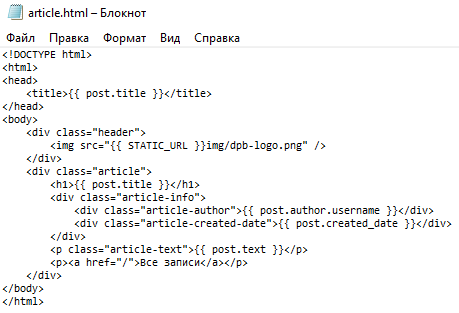 article.html – Блокнот
Файл Правка Формат Вид Справка
<!DOCTYPE html>
<html>
<head>
    <title>{{ post.title }}</title>
</head>
<body>
    <div class="header">
        <img src="{{ STATIC_URL }}img/dpb-logo.png" />
    </div>
    <div class="article">
        <h1>{{ post.title }}</h1>
        <div class="article-info">
            <div class="article-author">{{ post.author.username }}</div>
            <div class="article-created-date">{{ post.created_date }}</div>
        </div>
        <p class="article-text">{{ post.text }}</p>
        <p><a href="/">Все записи</a></p>
    </div>
</body>
</html>